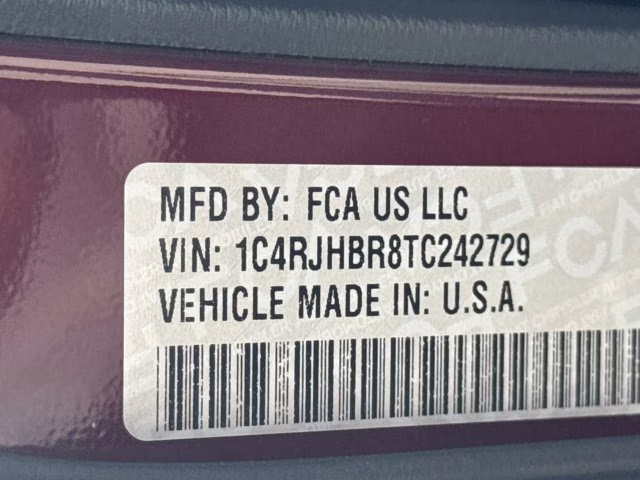 MFD BY: FCA US LLC
VIN: 1C4RJHBR8TC242729
VEHICLE MADE IN: U.S.A.